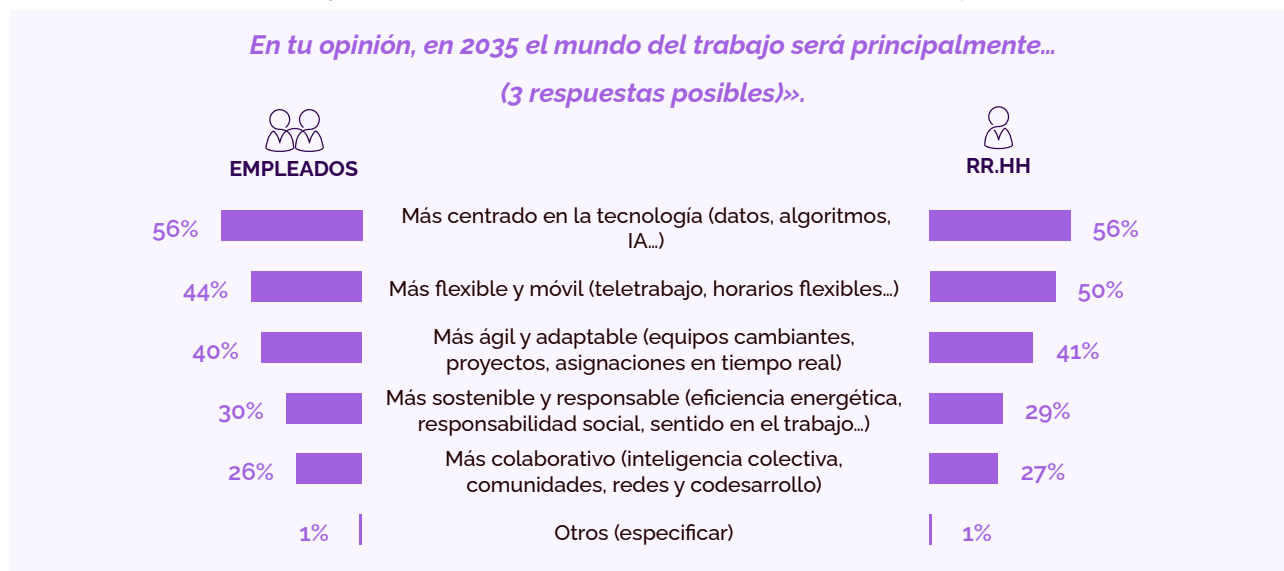 En tu opinión, en 2035 el mundo del trabajo será principalmente…
(3 respuestas posibles)».
EMPLEADOS
RR.HH
56%
Más centrado en la tecnología (datos, algoritmos,
IA…)
56%
44%
Más flexible y móvil (teletrabajo, horarios flexibles…)
50%
40%
Más ágil y adaptable (equipos cambiantes,
proyectos, asignaciones en tiempo real)
41%
30%
Más sostenible y responsable (eficiencia energética,
responsabilidad social, sentido en el trabajo…)
29%
26%
Más colaborativo (inteligencia colectiva,
comunidades, redes y codesarrollo)
27%
1%
Otros (especificar)
1%